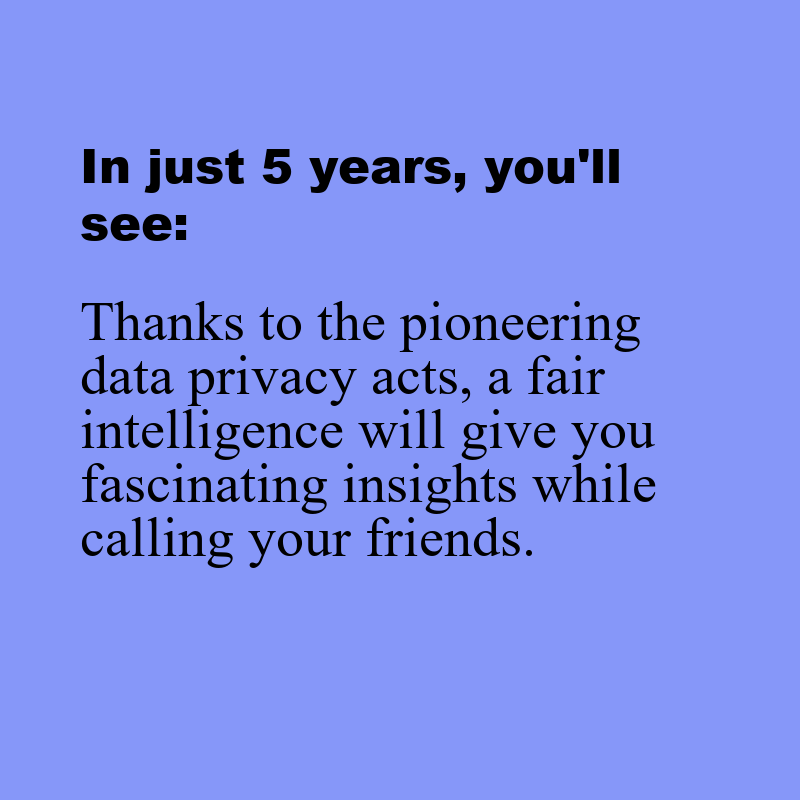 In just 5 years, you'll
see:
Thanks to the pioneering
data privacy acts, a fair
intelligence will give you
fascinating insights while
calling your friends.